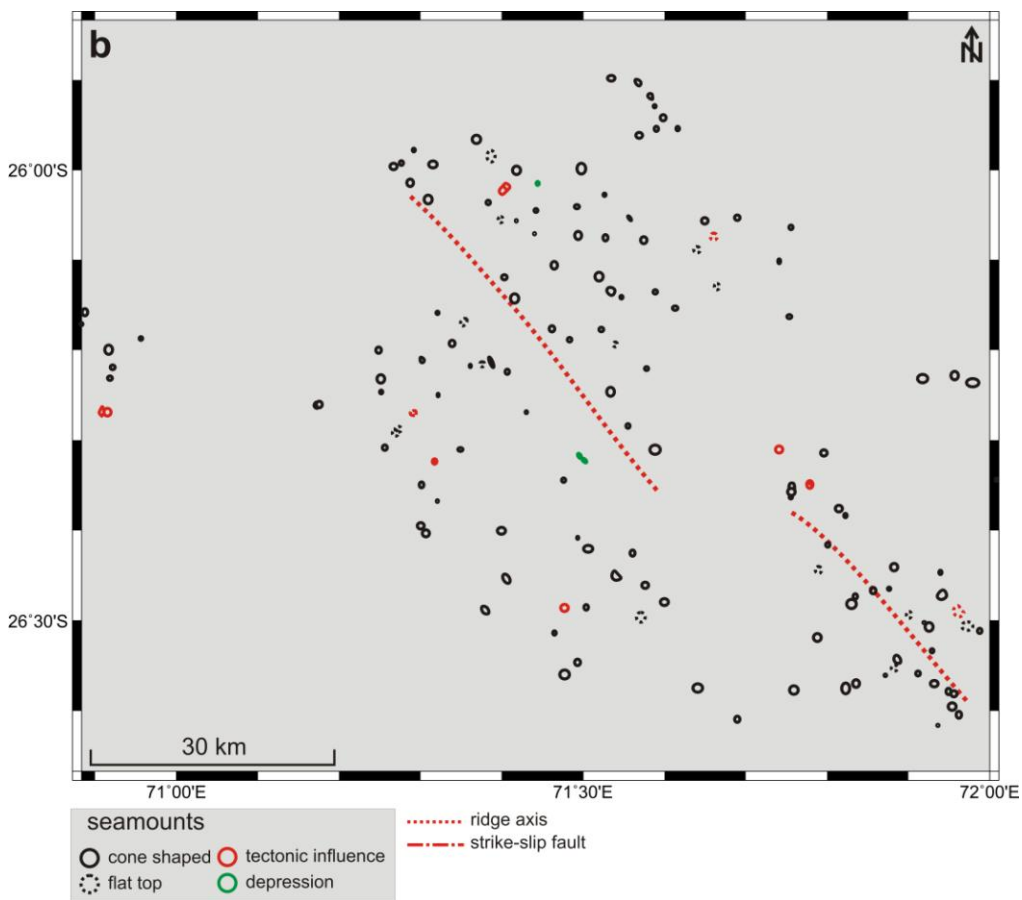 b
N
26°00'S
26°30'S
30 km
71°00'E
71°30'E
72°00'E
seamounts
cone shaped
tectonic influence
flat top
depression
ridge axis
strike-slip fault